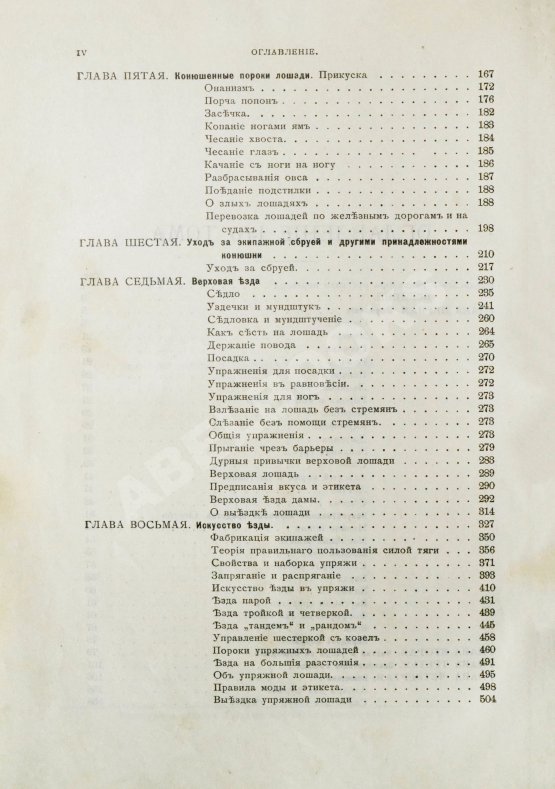 IV ОГЛАВЛЕНІЕ.
ГЛАВА ПЯТАЯ. Конюшенные пороки лошади. Прикуска . . . . . . . . 167
Онанизмъ . . . . . . . . 172
Порча попонъ . . . . . . . . 176
Засѣчка. . . . . . . . . 182
Копаніе ногами ямъ . . . . . . . . 183
Чесаніе хвоста. . . . . . . . . 184
Чесаніе глазъ . . . . . . . . 185
Качаніе съ ноги на ногу . . . . . . . . 186
Разбрасыванія овса . . . . . . . . 187
Поѣданіе подстилки . . . . . . . . 188
О злыхъ лошадяхъ . . . . . . . . 188
Перевозка лошадей по желѣзнымъ дорогамъ и на
судахъ . . . . . . . . 198
ГЛАВА ШЕСТАЯ. Уходъ за экипажной сбруей и другими принадлежностями
конюшни . . . . . . . . 210
Уходъ за сбруей. . . . . . . . . 217
ГЛАВА СЕДЬМАЯ. Верховая ѣзда . . . . . . . . 230
Сѣдло . . . . . . . . 235
Уздечки и мундштукъ . . . . . . . . 241
Сѣдловка и мундштученіе . . . . . . . . 260
Какъ сѣсть на лошадь . . . . . . . . 264
Держаніе повода . . . . . . . . 265
Посадка . . . . . . . . 270
Упражненія для посадки . . . . . . . . 272
Упражненія въ равновѣсіи. . . . . . . . . 272
Упражненія для ногъ . . . . . . . . 273
Взлѣзаніе на лошадь безъ стремянъ . . . . . . . . 273
Слѣзаніе безъ помощи стремянъ. . . . . . . . . 273
Общія упражненія . . . . . . . . 273
Прыганіе чрезъ барьеры . . . . . . . . 279
Дурныя привычки верховой лошади . . . . . . . . 283
Верховая лошадь . . . . . . . . 289
Предписанія вкуса и этикета . . . . . . . . 290
Верховая ѣзда дамы. . . . . . . . . 292
О выѣздкѣ лошади . . . . . . . . 314
ГЛАВА ВОСЬМАЯ. Искусство ѣзды. . . . . . . . . 327
Фабрикація экипажей . . . . . . . . 350
Теорія правильнаго пользованія силой тяги . . . . 356
Свойства и наборка упряжи . . . . . . . . 371
Запряганіе и распряганіе . . . . . . . . 393
Искусство ѣзды въ упряжи . . . . . . . . 410
Ѣзда парой . . . . . . . . 431
Ѣзда тройкой и четверкой. . . . . . . . . 439
Ѣзда „тандемъ“ и „рандомъ“ . . . . . . . . 445
Управленіе шестеркой съ козелъ . . . . . . . . 458
Пороки упряжныхъ лошадей . . . . . . . . 460
Ѣзда на большія разстоянія . . . . . . . . 491
Объ упряжной лошади. . . . . . . . . 495
Правила моды и этикета. . . . . . . . . 498
Выѣздка упряжной лошади . . . . . . . . 504